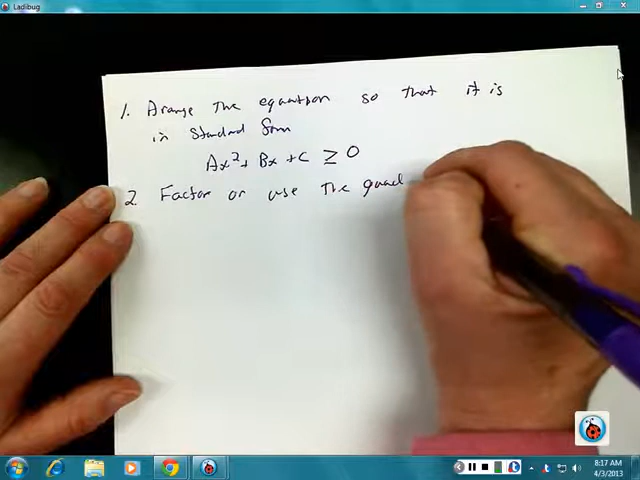 Ladibug
1. Arange the equation so that it is
in standard form
Ax²+ Bx + C ≥ 0
2 Factor or use the quad
8:17 AM
4/3/2013